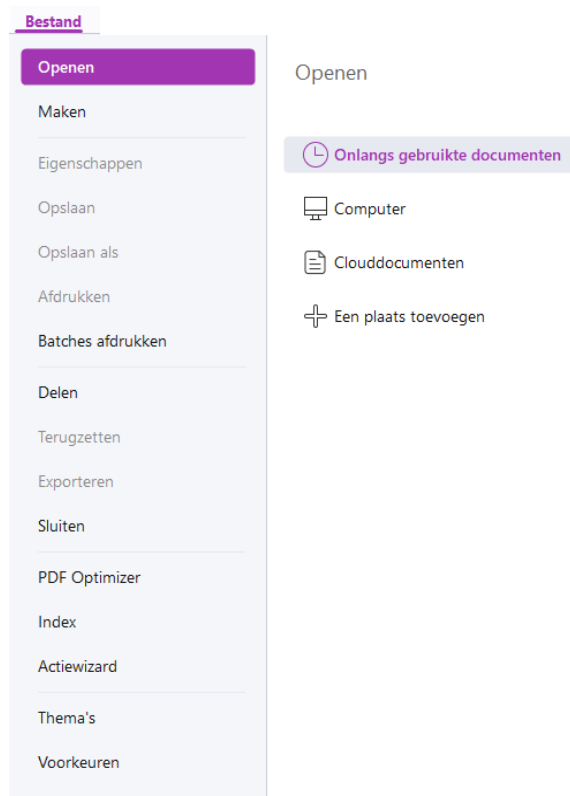 Bestand
Openen
Maken
Eigenschappen
Opslaan
Opslaan als
Afdrukken
Batches afdrukken
Delen
Terugzetten
Exporteren
Sluiten
PDF Optimizer
Index
Actiewizard
Thema's
Voorkeuren
Openen
Onlangs gebruikte documenten
Computer
Clouddocumenten
Een plaats toevoegen